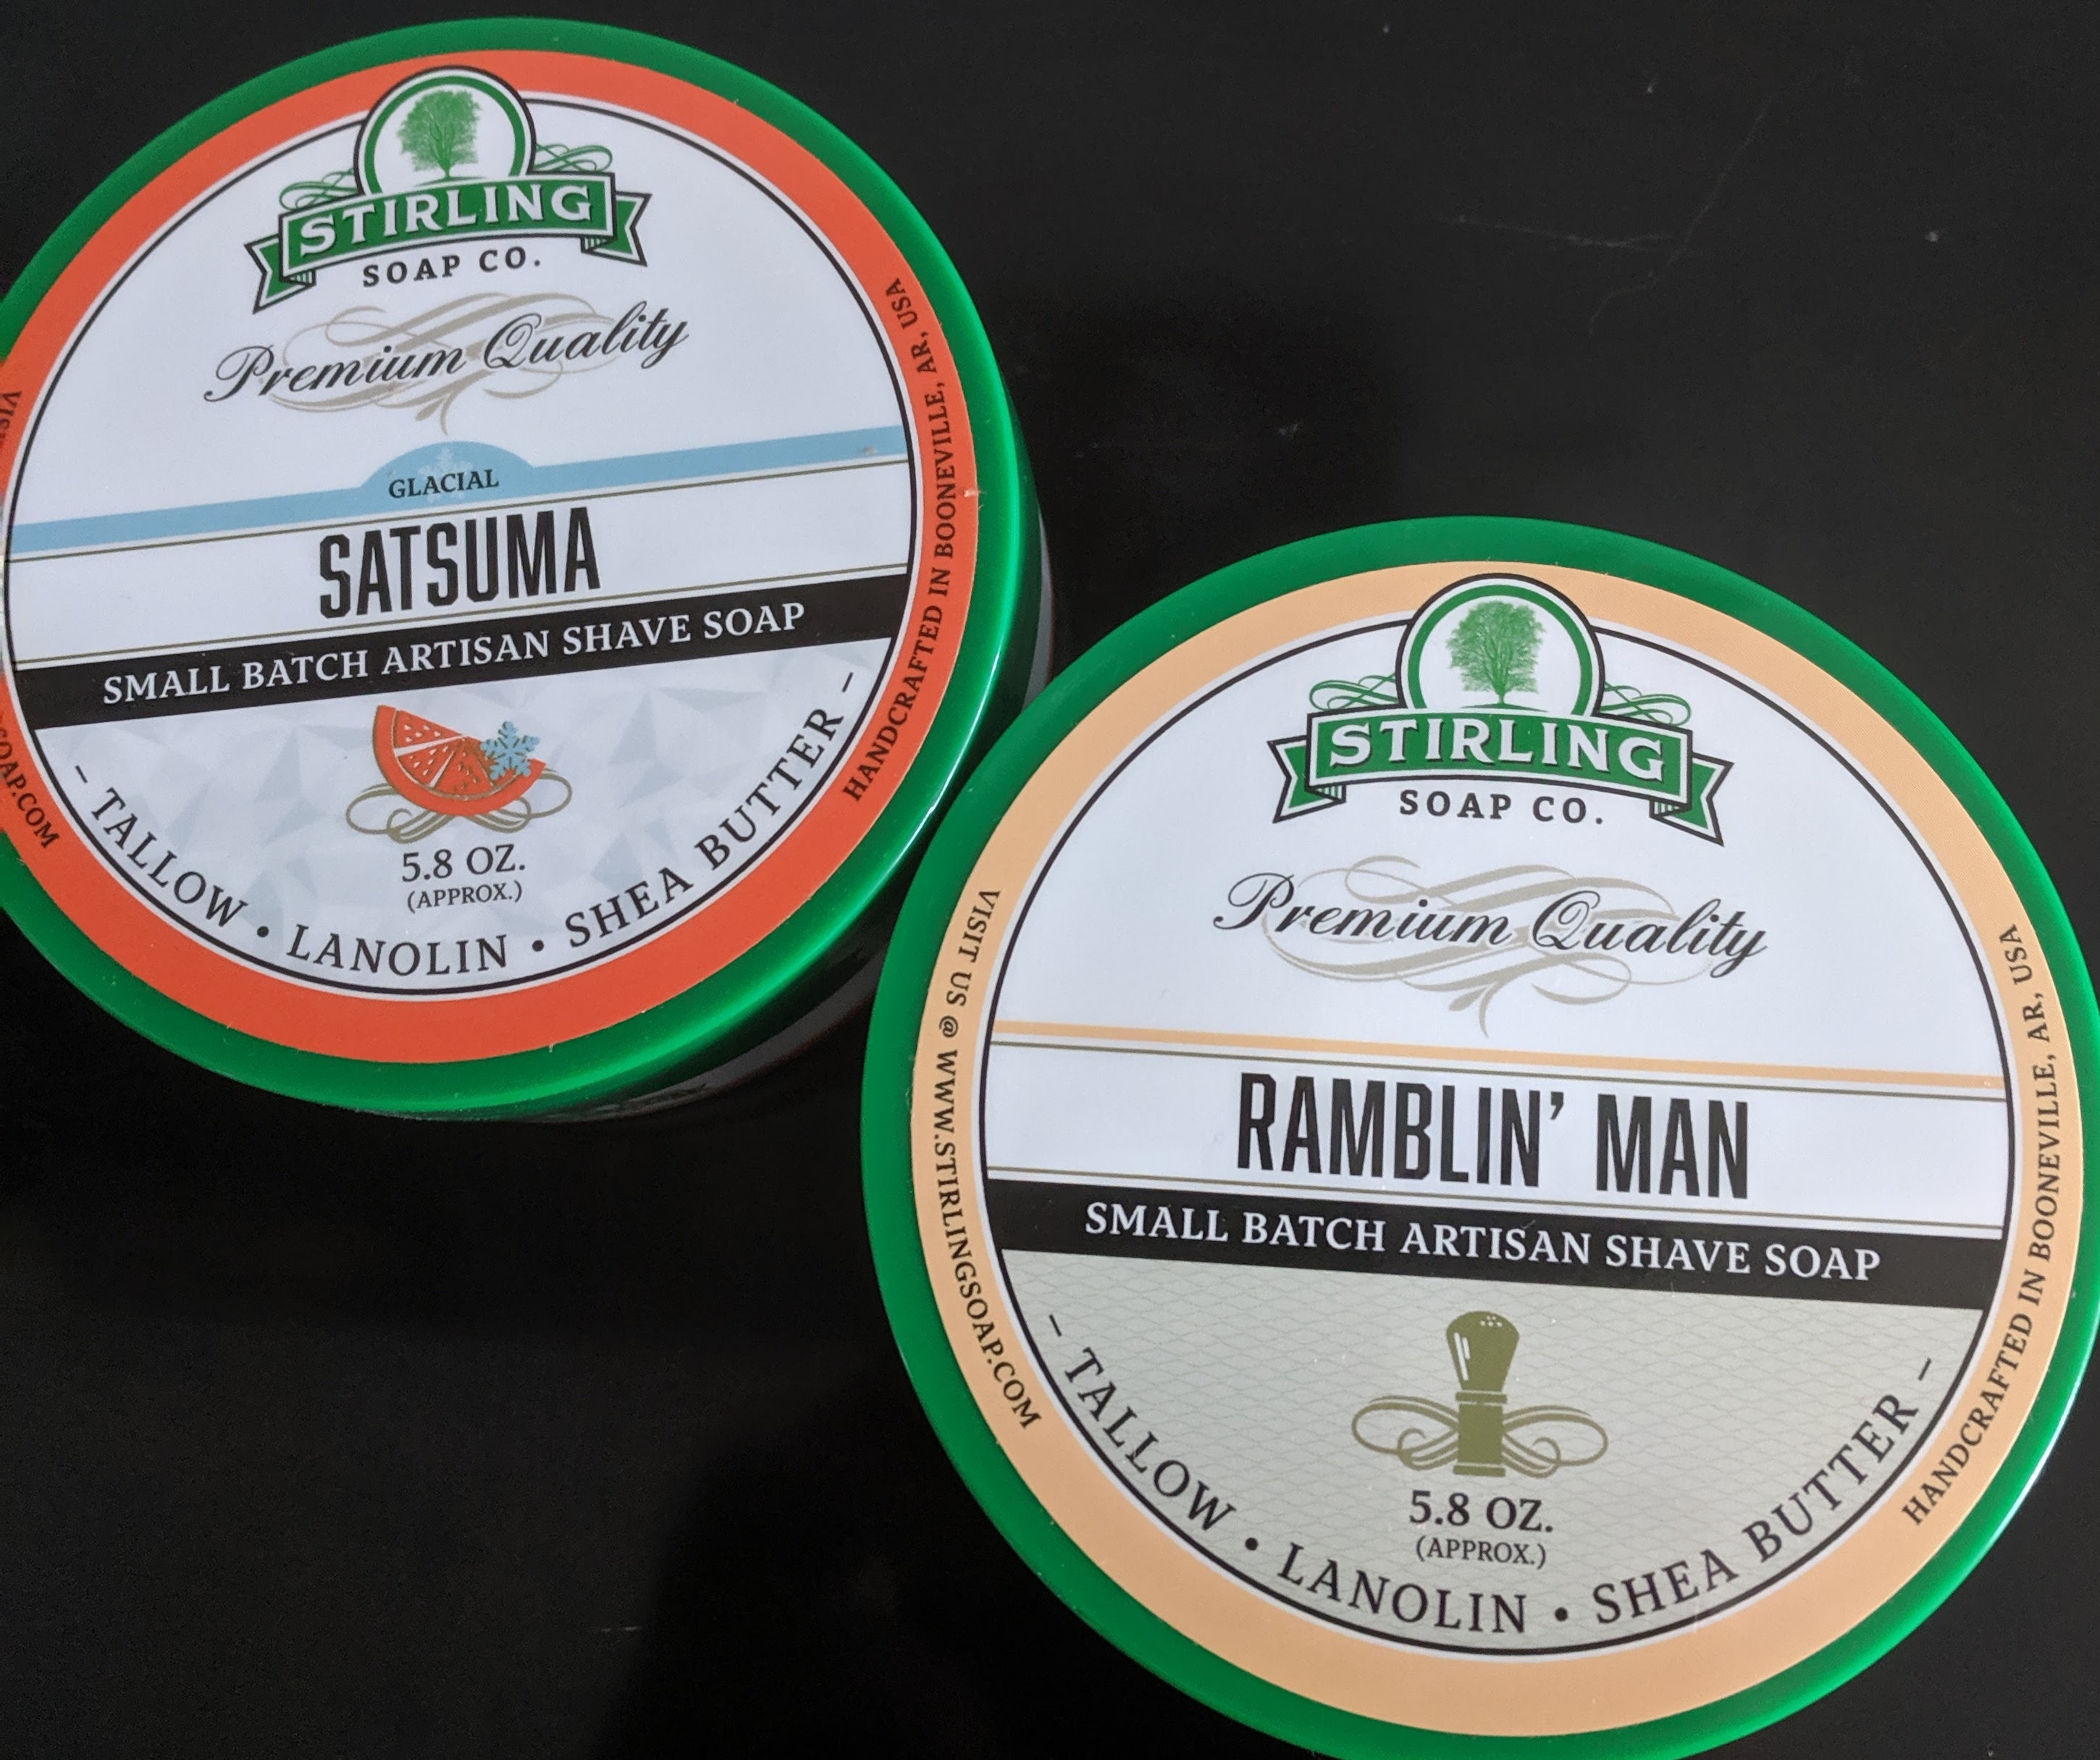 STIRLING
SOAP CO.
Premium Quality
GLACIAL
SATSUMA
SMALL BATCH ARTISAN SHAVE SOAP
5.8 OZ.
(APPROX.)
- TALLOW • LANOLIN • SHEA BUTTER -
HANDCRAFTED IN BOONEVILLE, AR, USA
STIRLING
SOAP CO.
Premium Quality
RAMBLIN' MAN
SMALL BATCH ARTISAN SHAVE SOAP
5.8 OZ.
(APPROX.)
- TALLOW • LANOLIN • SHEA BUTTER -
VISIT US @ WWW.STIRLINGSOAP.COM
HANDCRAFTED IN BOONEVILLE, AR, USA